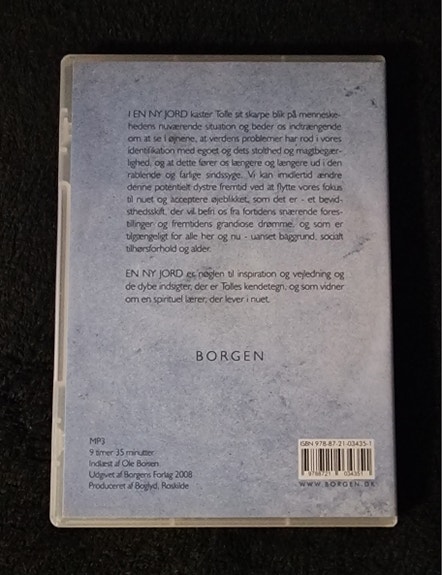 I EN NY JORD kaster Tolle sit skarpe blik på menneske-
hedens nuværende situation og beder os indtrængende
om at se i øjnene, at verdens problemer har rod i vores
identifikation med egoet og dets stolthed og magtbegær-
lighed, og at dette fører os længere og længere ud i den
rablende og farlige sindssyge. Vi kan imidlertid ændre
denne potentielt dystre fremtid ved at flytte vores fokus
til nuet og acceptere øjeblikket, som det er - et bevid-
sthedsskift, der vil befri os fra fortidens snærende fores-
tillinger og fremtidens grandiose drømme, og som er
tilgængeligt for alle her og nu - uanset baggrund, socialt
tilhørsforhold og alder.
EN NY JORD er nøglen til inspiration og vejledning og
de dybe indsigter, der er Tolles kendetegn, og som vidner
om en spirituel lærer, der lever i nuet.
BORGEN
MP3
9 timer 35 minutter
Indlæst af Ole Boisen
Udgivet af Borgens Forlag 2008
Produceret af Boglyd, Roskilde
ISBN 978-87-21-03435-1
9 788721 034351
WWW.BORGEN.DK